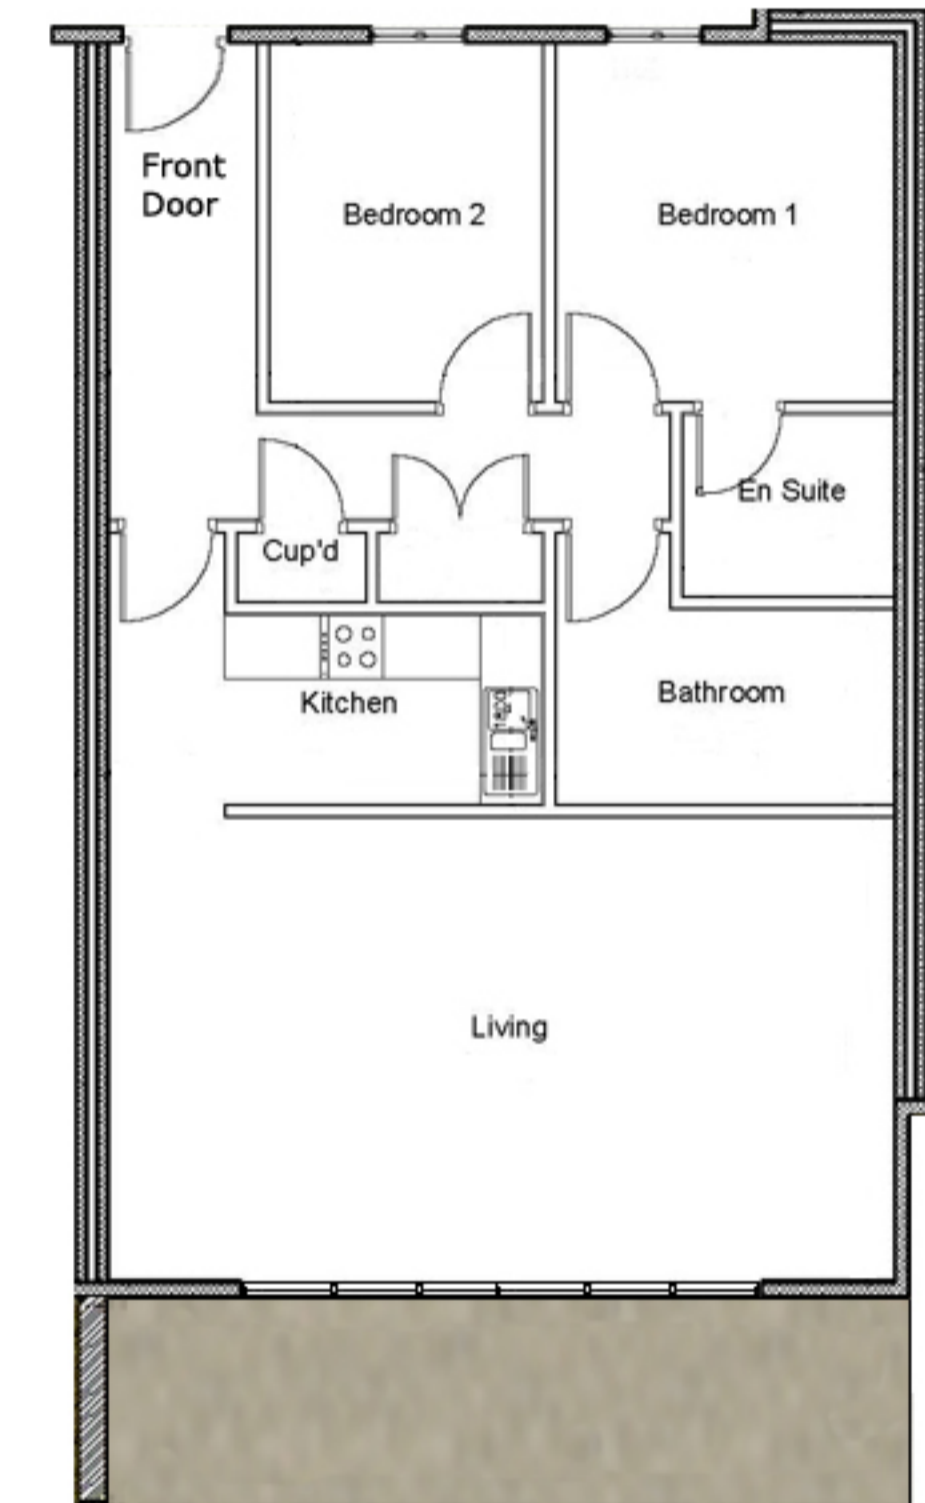 Front
Door
Bedroom 2
Bedroom 1
En Suite
Cup'd
Kitchen
Bathroom
Living